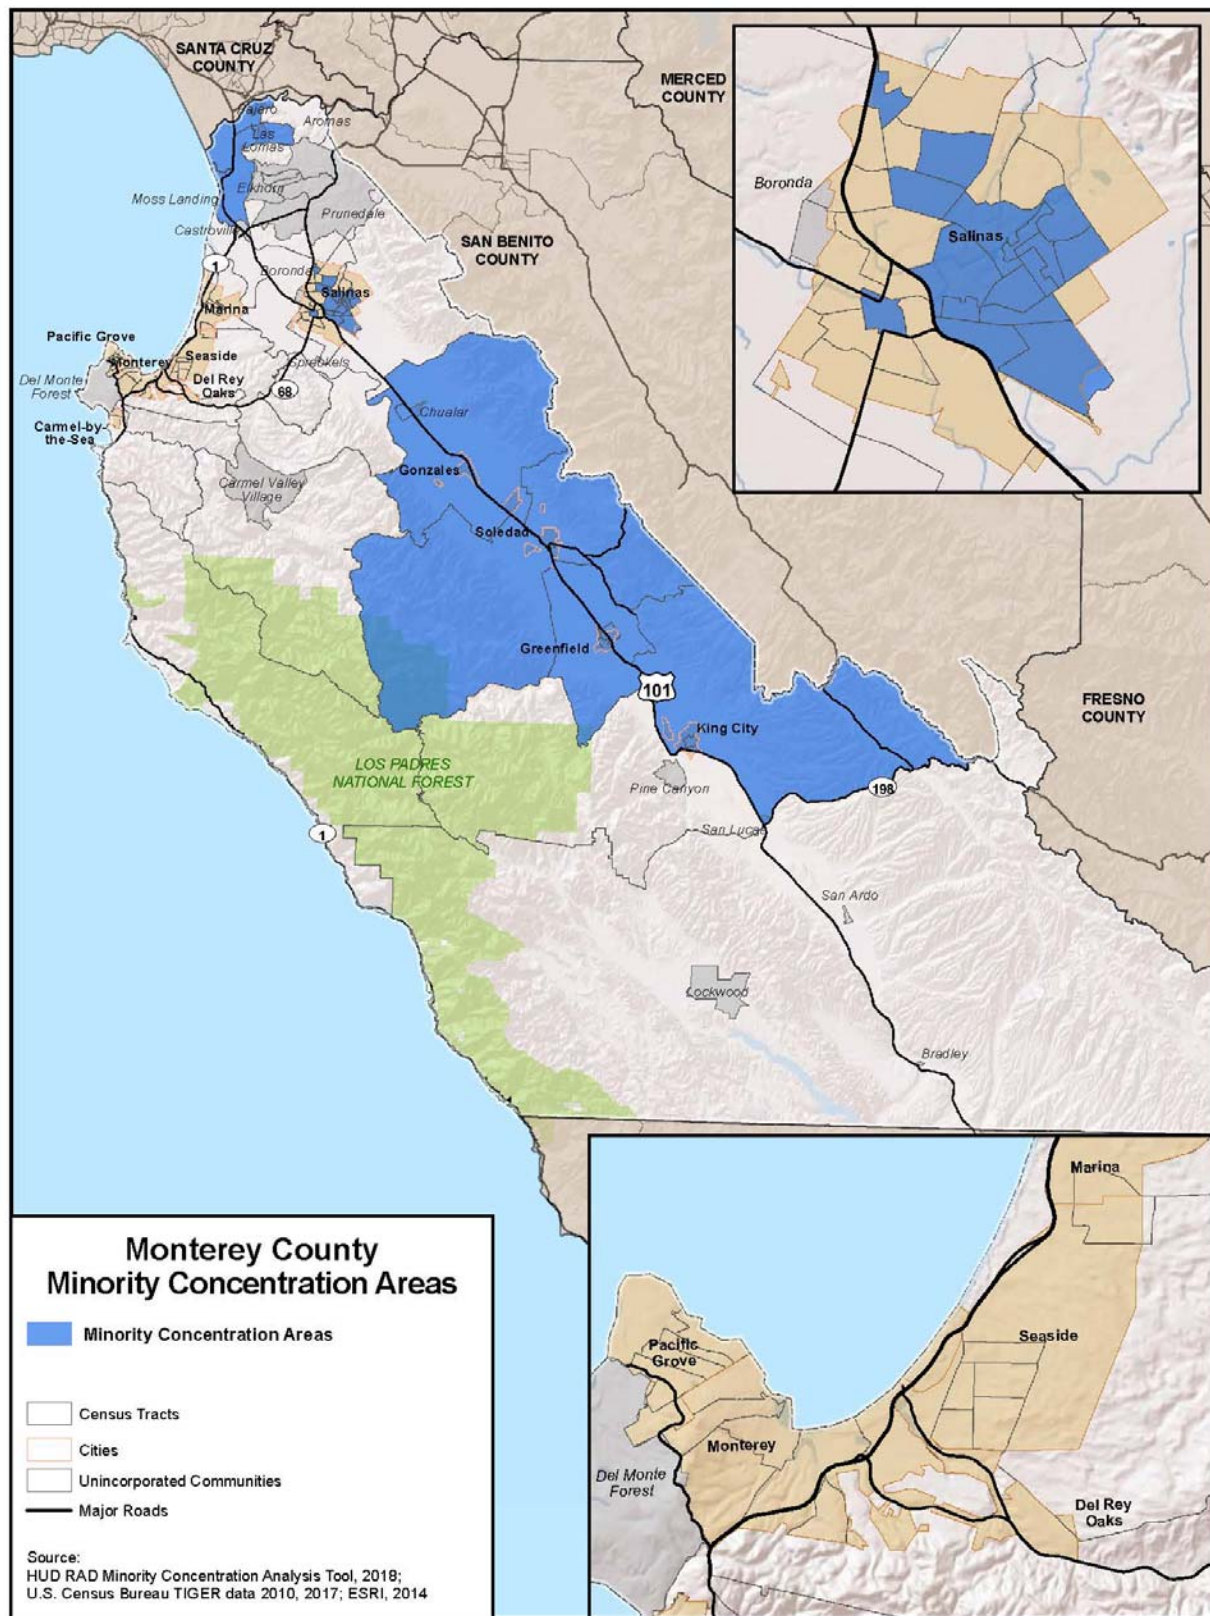 SANTA CRUZ
COUNTY
MERCED
COUNTY
Pajaro
Aromas
Las
Lomas
Elkhorn
Moss Landing
Prunedale
Castroville
SAN BENITO
COUNTY
1
Boronda
Salinas
Marina
Pacific Grove
Monterey
Seaside
Spreckels
Del Monte
Forest
Del Rey
Oaks
68
Carmel-by-
the-Sea
Chualar
Gonzales
Carmel Valley
Village
Soledad
Greenfield
101
FRESNO
COUNTY
King City
LOS PADRES
NATIONAL FOREST
Pine Canyon
198
1
San Lucas
San Ardo
Lockwood
Bradley
Boronda
Salinas
Marina
Seaside
Pacific
Grove
Monterey
Del Monte
Forest
Del Rey
Oaks
Monterey County
Minority Concentration Areas
Minority Concentration Areas
Census Tracts
Cities
Unincorporated Communities
Major Roads
Source:
HUD RAD Minority Concentration Analysis Tool, 2018;
U.S. Census Bureau TIGER data 2010, 2017; ESRI, 2014